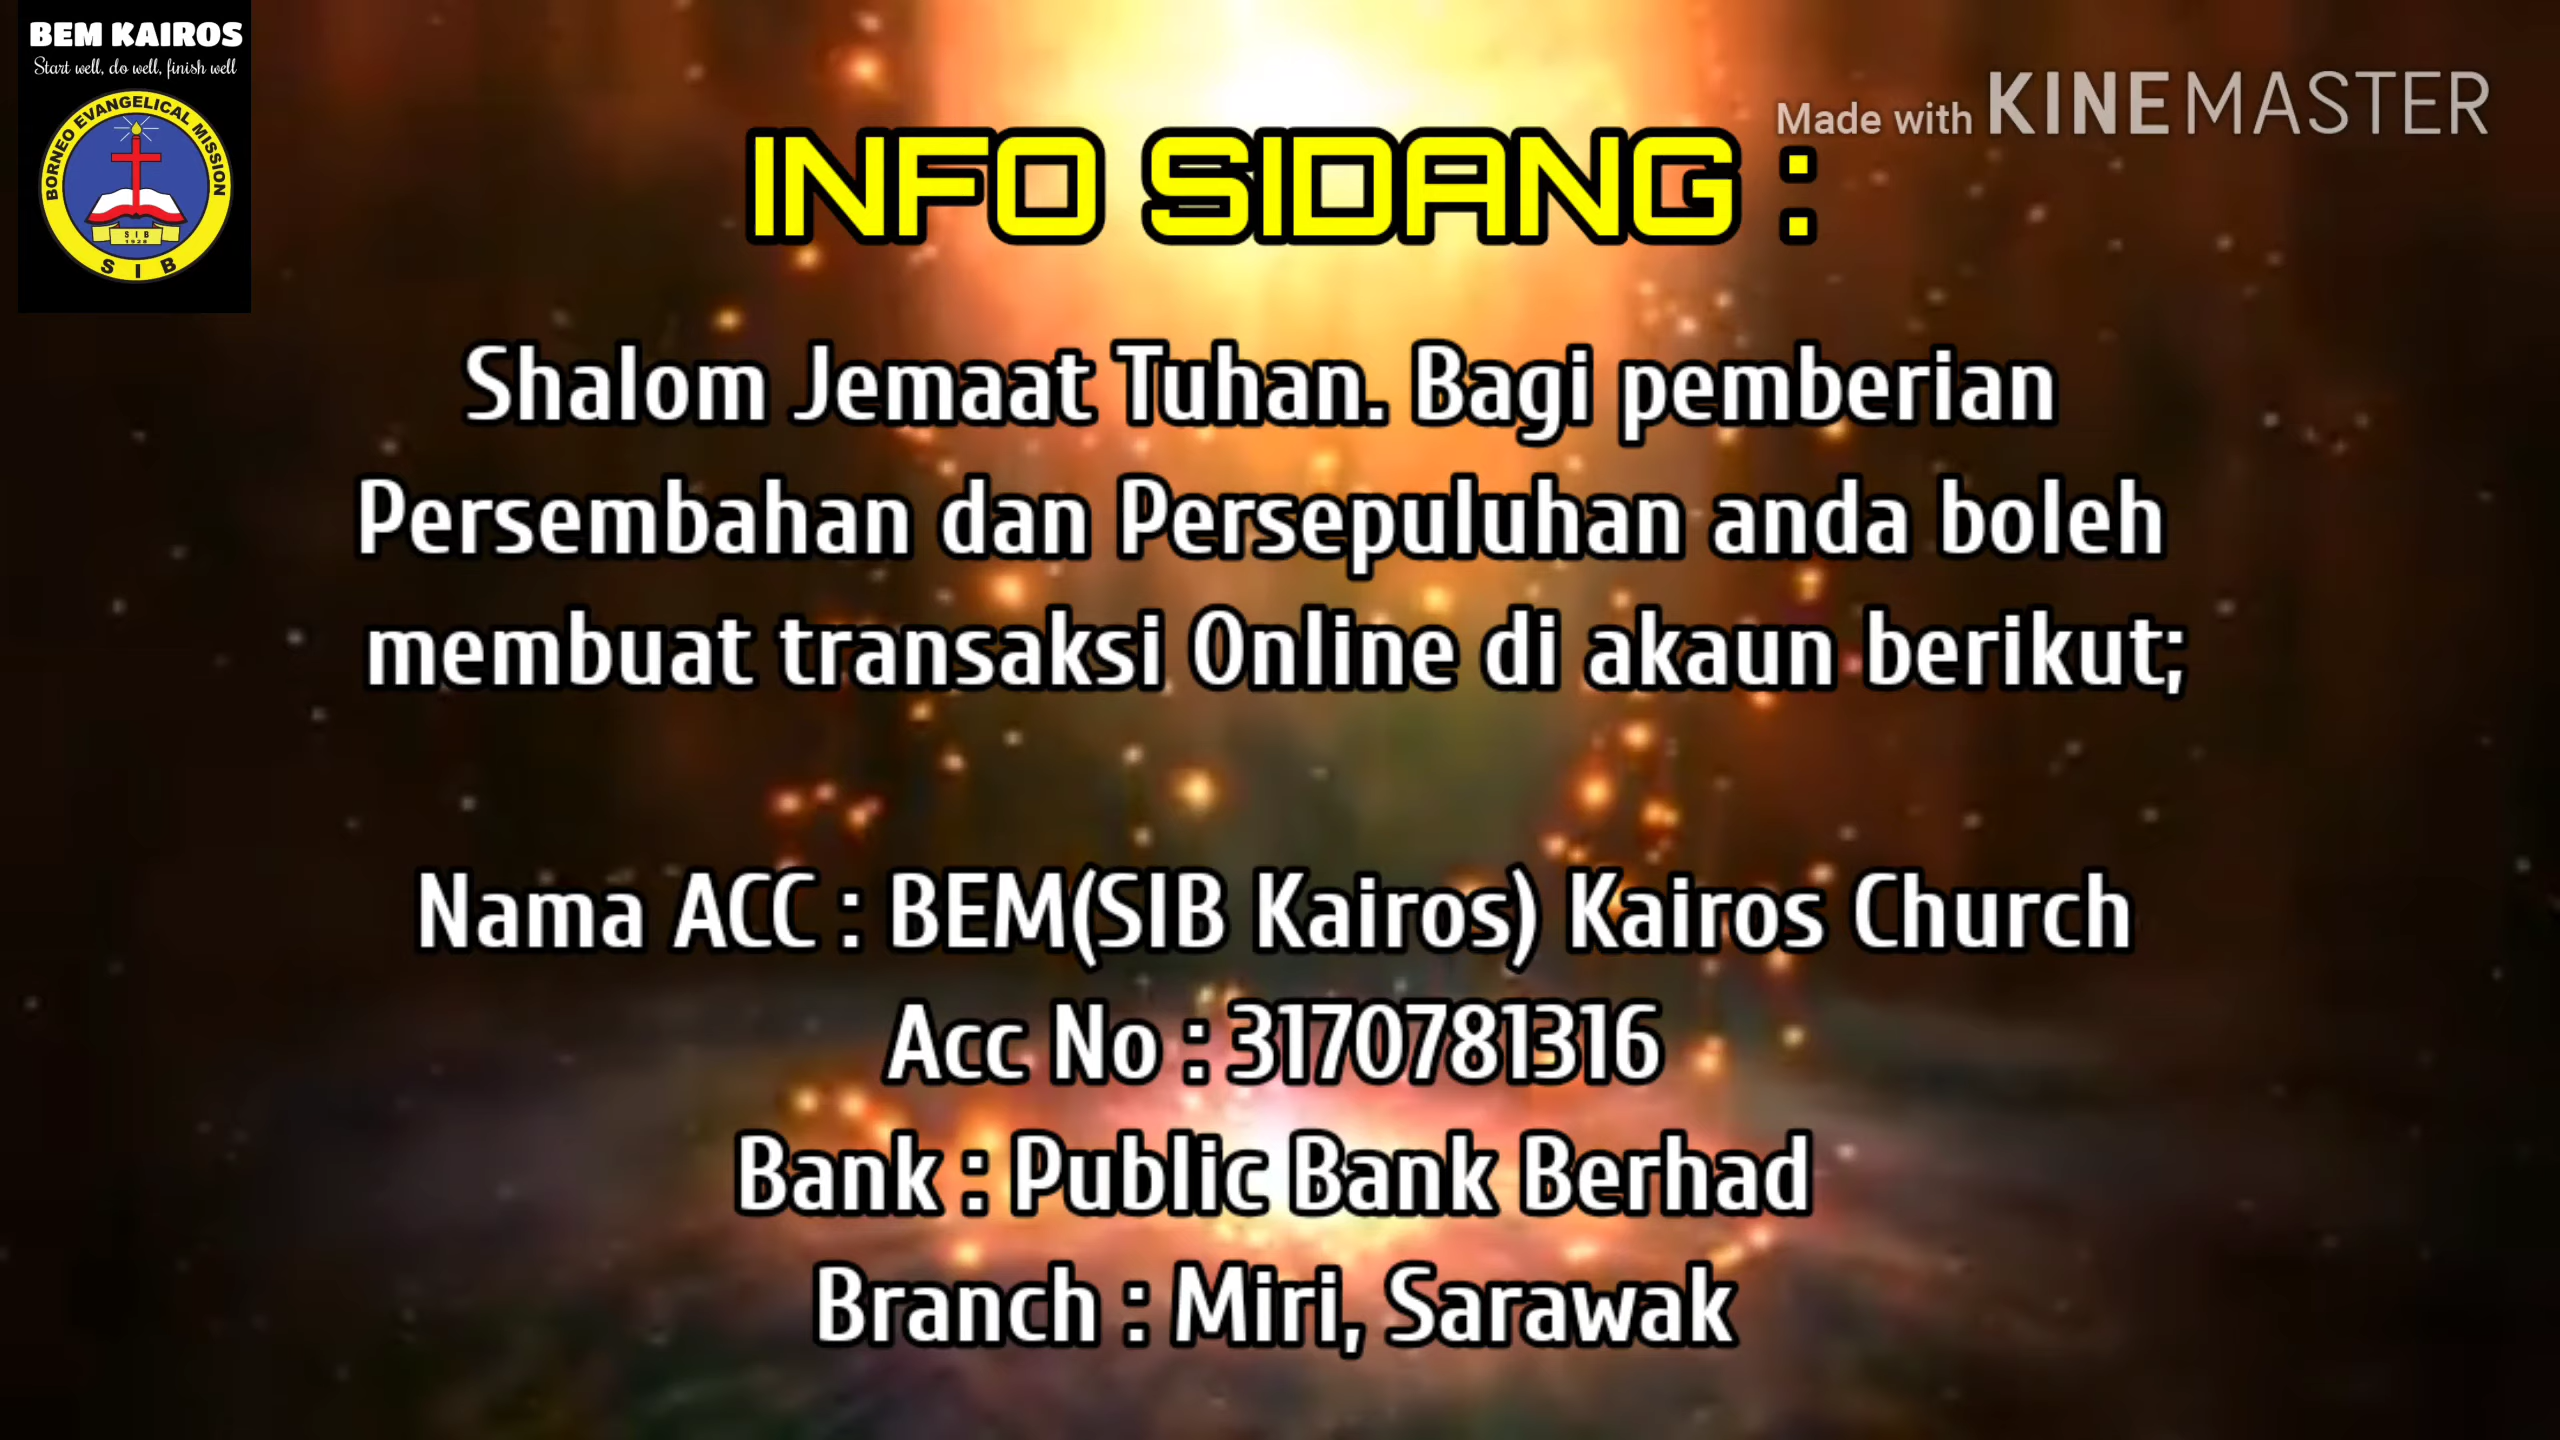 BEM KAIROS
Start well, do well, finish well
BORNEO EVANGELICAL MISSION
SIB
1928
S I B
Made with KINEMASTER
INFO SIDANG :
Shalom Jemaat Tuhan. Bagi pemberian
Persembahan dan Persepuluhan anda boleh
membuat transaksi Online di akaun berikut;
Nama ACC : BEM(SIB Kairos) Kairos Church
Acc No : 3170781316
Bank : Public Bank Berhad
Branch : Miri, Sarawak